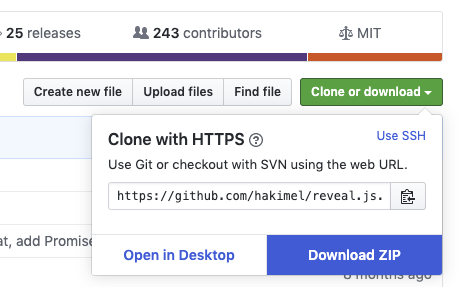 25 releases 243 contributors MIT
Create new file Upload files Find file Clone or download
Clone with HTTPS ? Use SSH
Use Git or checkout with SVN using the web URL.
https://github.com/hakimel/reveal.js.
at, add Promise
Open in Desktop Download ZIP
months ago